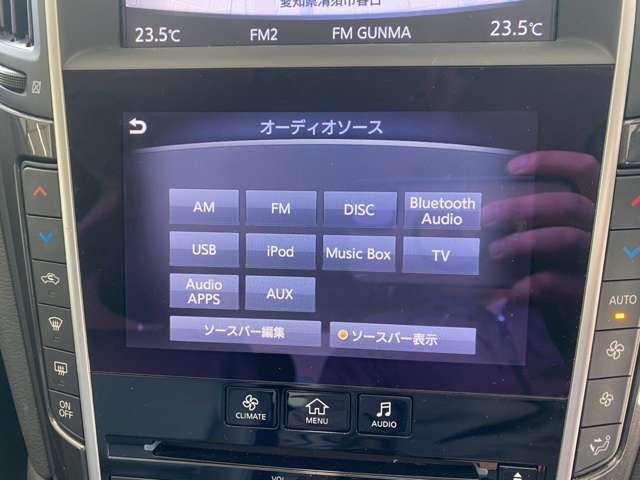 愛知県清須市春日
23.5℃ FM2 FM GUNMA 23.5℃
オーディオソース
AM FM DISC Bluetooth Audio
USB iPod Music Box TV
Audio APPS AUX
ソースバー編集 ソースバー表示
AUTO
ON OFF
CLIMATE MENU AUDIO
VOL